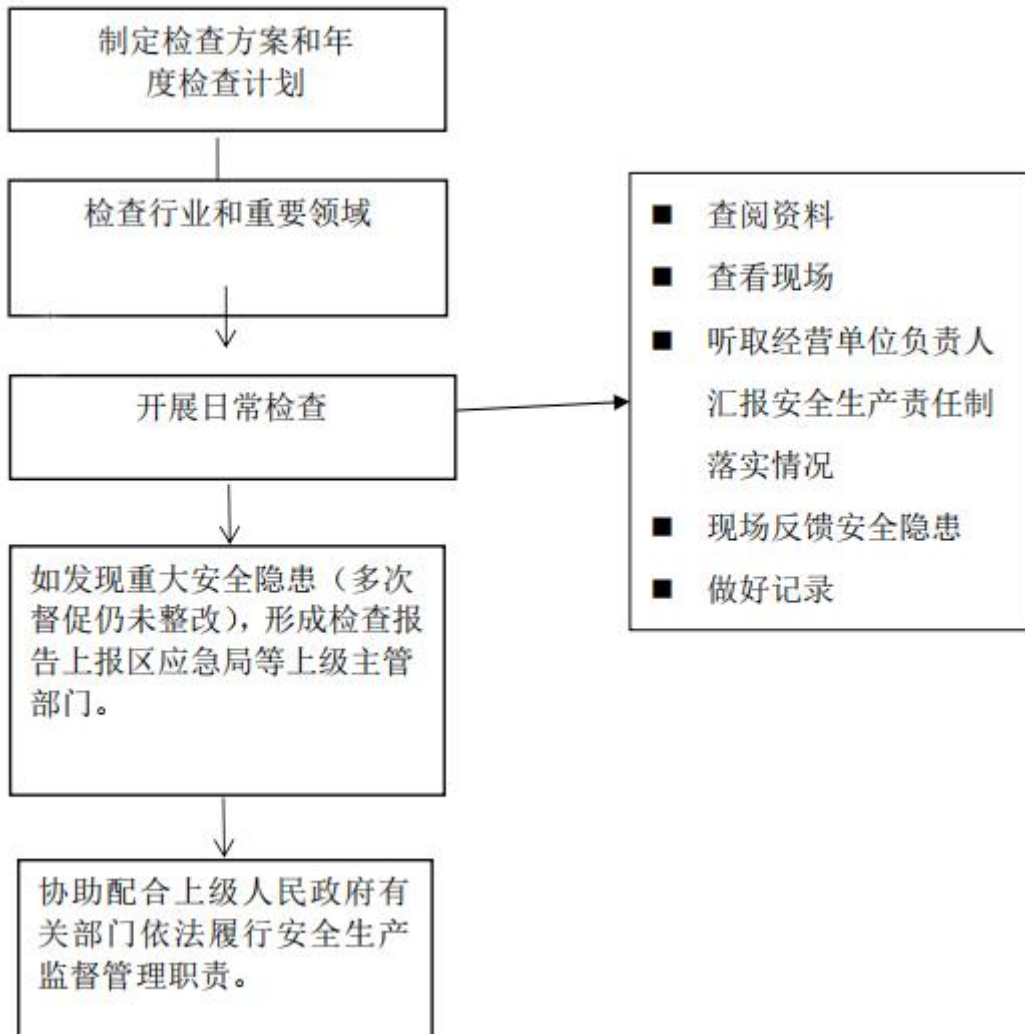 制定检查方案和年
度检查计划
检查行业和重要领域
开展日常检查
■ 查阅资料
■ 查看现场
■ 听取经营单位负责人
汇报安全生产责任制
落实情况
■ 现场反馈安全隐患
■ 做好记录
如发现重大安全隐患（多次
督促仍未整改），形成检查报
告上报区应急局等上级主管
部门。
协助配合上级人民政府有
关部门依法履行安全生产
监督管理职责。